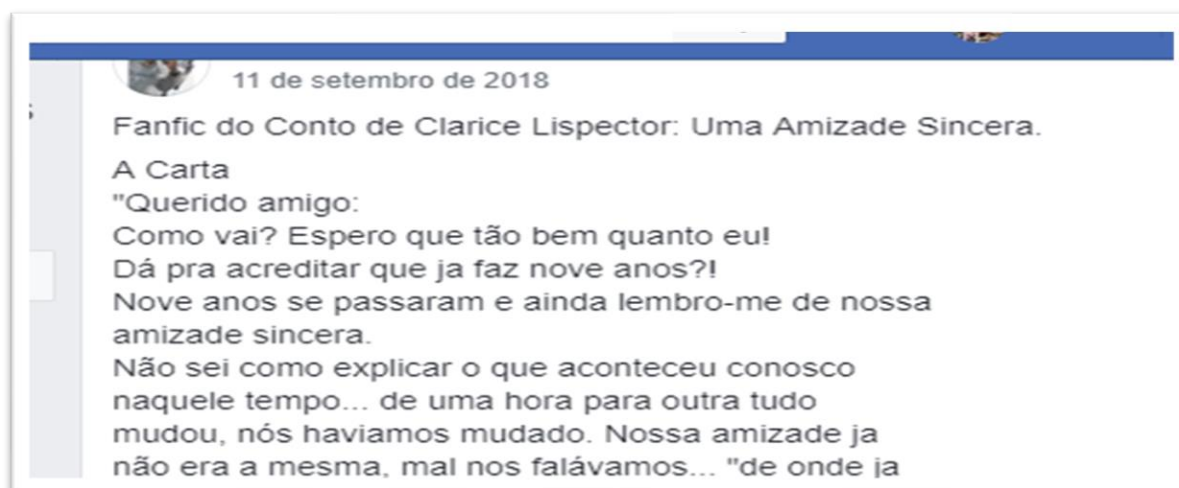 11 de setembro de 2018
Fanfic do Conto de Clarice Lispector: Uma Amizade Sincera.
A Carta
"Querido amigo:
Como vai? Espero que tão bem quanto eu!
Dá pra acreditar que ja faz nove anos?!
Nove anos se passaram e ainda lembro-me de nossa
amizade sincera.
Não sei como explicar o que aconteceu conosco
naquele tempo... de uma hora para outra tudo
mudou, nós haviamos mudado. Nossa amizade ja
não era a mesma, mal nos falávamos... "de onde ja